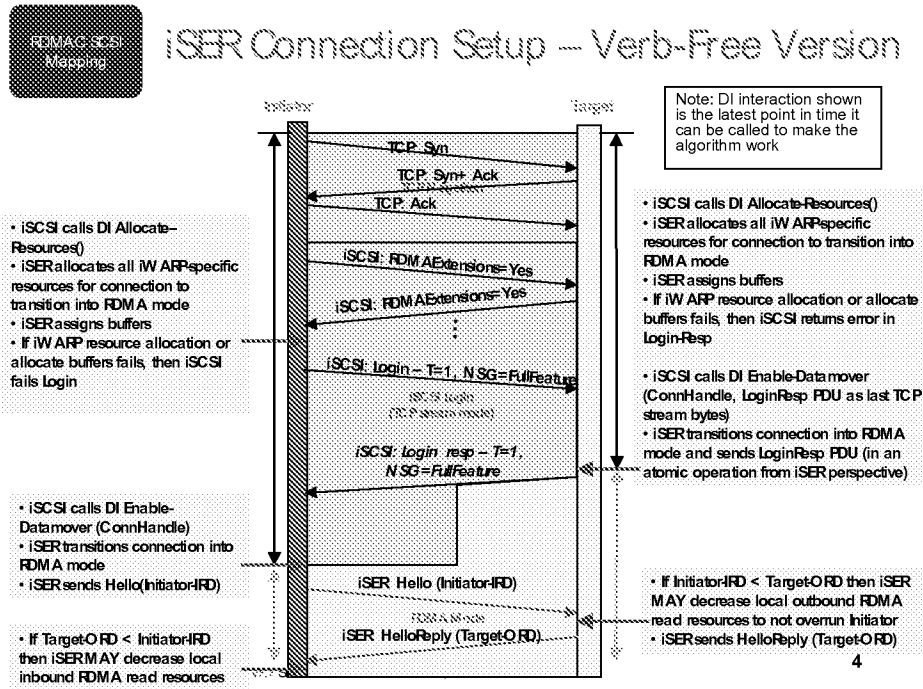 RDMAC-SCSI
Mapping
iSER Connection Setup – Verb-Free Version
Note: DI interaction shown
is the latest point in time it
can be called to make the
algorithm work
Initiator
Target
TCP: Syn
TCP: Syn+ Ack
TCP: Ack
iSCSI: RDMAExtensions=Yes
iSCSI: RDMAExtensions=Yes
iSCSI: Login – T=1, NSG=FullFeature
iSCSI Login
(TCP stream mode)
iSCSI: Login resp – T=1,
NSG=FullFeature
iSER Hello (Initiator-IRD)
RDMA Mode
iSER HelloReply (Target-ORD)
• iSCSI calls DI Allocate–
Resources()
• iSER allocates all iWARP-specific
resources for connection to
transition into RDMA mode
• iSER assigns buffers
• If iWARP resource allocation or
allocate buffers fails, then iSCSI
fails Login
• iSCSI calls DI Enable-
Datamover (ConnHandle)
• iSER transitions connection into
RDMA mode
• iSER sends Hello(Initiator-IRD)
• If Target-ORD < Initiator-IRD
then iSER MAY decrease local
inbound RDMA read resources
• iSCSI calls DI Allocate-Resources()
• iSER allocates all iWARP-specific
resources for connection to transition into
RDMA mode
• iSER assigns buffers
• If iWARP resource allocation or allocate
buffers fails, then iSCSI returns error in
Login-Resp
• iSCSI calls DI Enable-Datamover
(ConnHandle, LoginResp PDU as last TCP
stream bytes)
• iSER transitions connection into RDMA
mode and sends LoginResp PDU (in an
atomic operation from iSER perspective)
• If Initiator-IRD < Target-ORD then iSER
MAY decrease local outbound RDMA
read resources to not overrun Initiator
• iSER sends HelloReply (Target-ORD)
4